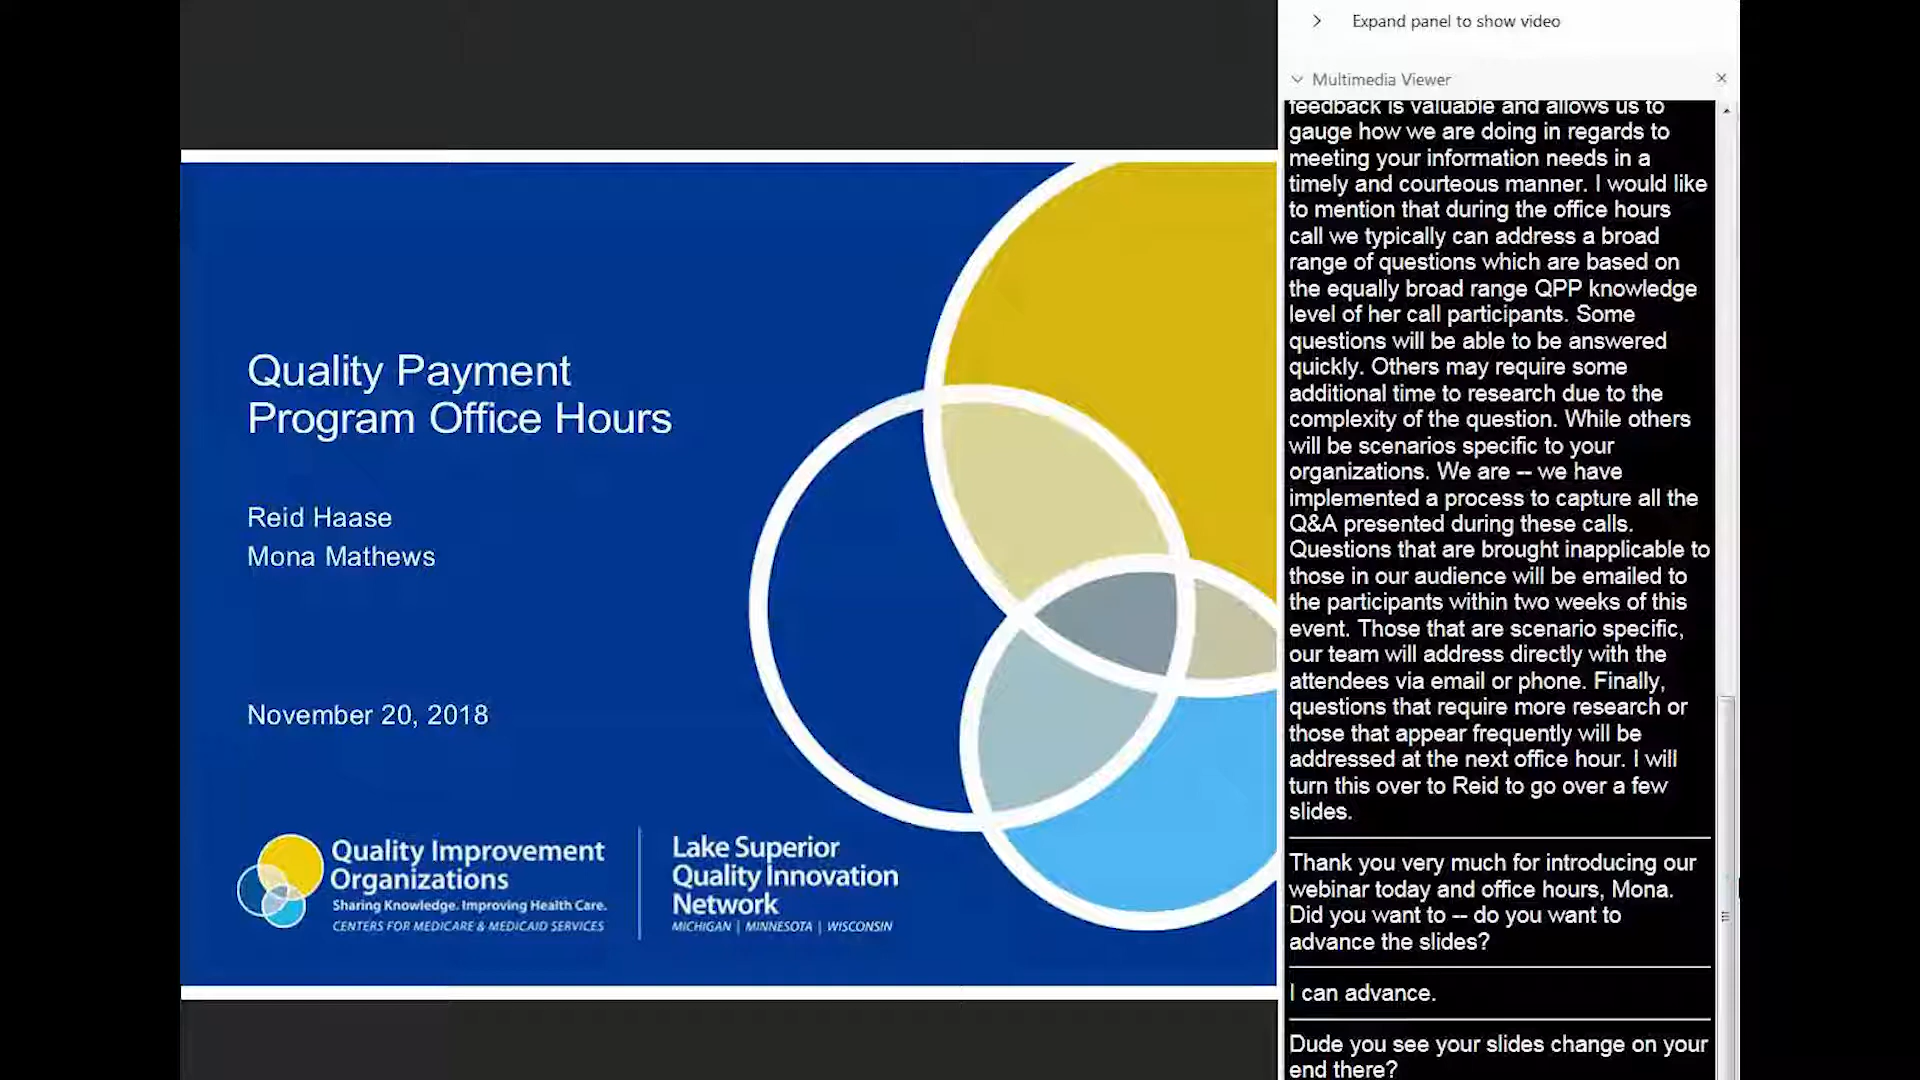 Expand panel to show video
Multimedia Viewer
feedback is valuable and allows us to
gauge how we are doing in regards to
meeting your information needs in a
timely and courteous manner. I would like
to mention that during the office hours
call we typically can address a broad
range of questions which are based on
the equally broad range QPP knowledge
level of her call participants. Some
questions will be able to be answered
quickly. Others may require some
additional time to research due to the
complexity of the question. While others
will be scenarios specific to your
organizations. We are -- we have
implemented a process to capture all the
Q&A presented during these calls.
Questions that are brought inapplicable to
those in our audience will be emailed to
the participants within two weeks of this
event. Those that are scenario specific,
our team will address directly with the
attendees via email or phone. Finally,
questions that require more research or
those that appear frequently will be
addressed at the next office hour. I will
turn this over to Reid to go over a few
slides.
Thank you very much for introducing our
webinar today and office hours, Mona.
Did you want to -- do you want to
advance the slides?
I can advance.
Dude you see your slides change on your
end there?
Quality Payment
Program Office Hours
Reid Haase
Mona Mathews
November 20, 2018
Quality Improvement
Organizations
Sharing Knowledge. Improving Health Care.
CENTERS FOR MEDICARE & MEDICAID SERVICES
Lake Superior
Quality Innovation
Network
MICHIGAN | MINNESOTA | WISCONSIN